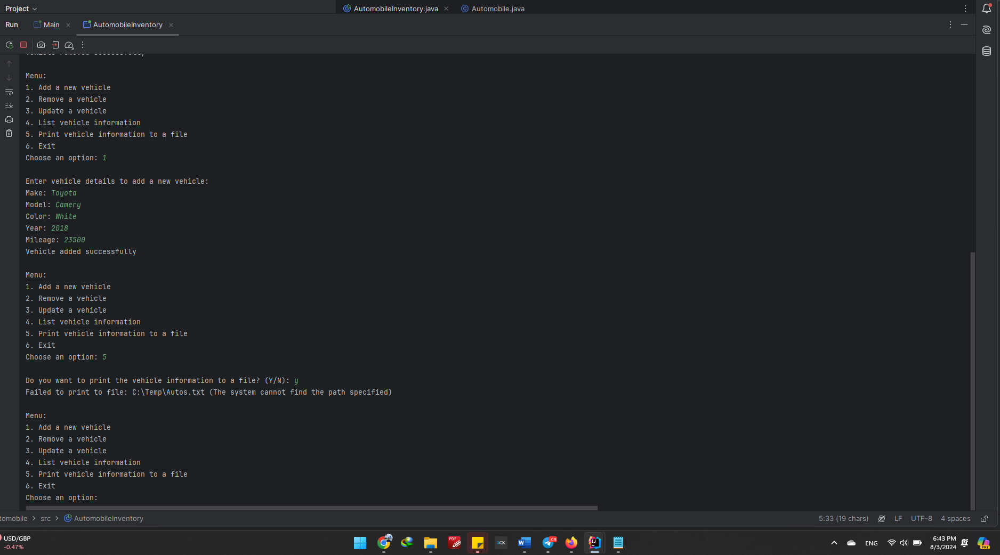 Project
AutomobileInventory.java
Automobile.java
Run
Main
AutomobileInventory
Vehicle removed successfully
Menu:
1. Add a new vehicle
2. Remove a vehicle
3. Update a vehicle
4. List vehicle information
5. Print vehicle information to a file
6. Exit
Choose an option: 1
Enter vehicle details to add a new vehicle:
Make: Toyota
Model: Camery
Color: White
Year: 2018
Mileage: 23500
Vehicle added successfully
Menu:
1. Add a new vehicle
2. Remove a vehicle
3. Update a vehicle
4. List vehicle information
5. Print vehicle information to a file
6. Exit
Choose an option: 5
Do you want to print the vehicle information to a file? (Y/N): y
Failed to print to file: C:\Temp\Autos.txt (The system cannot find the path specified)
Menu:
1. Add a new vehicle
2. Remove a vehicle
3. Update a vehicle
4. List vehicle information
5. Print vehicle information to a file
6. Exit
Choose an option:
tomobile > src > AutomobileInventory
5:33 (19 chars)
LF
UTF-8
4 spaces
USD/GBP
-0.47%
PDF
3CX
W
.09
IJ
ENG
6:43 PM
8/3/2024
PRE